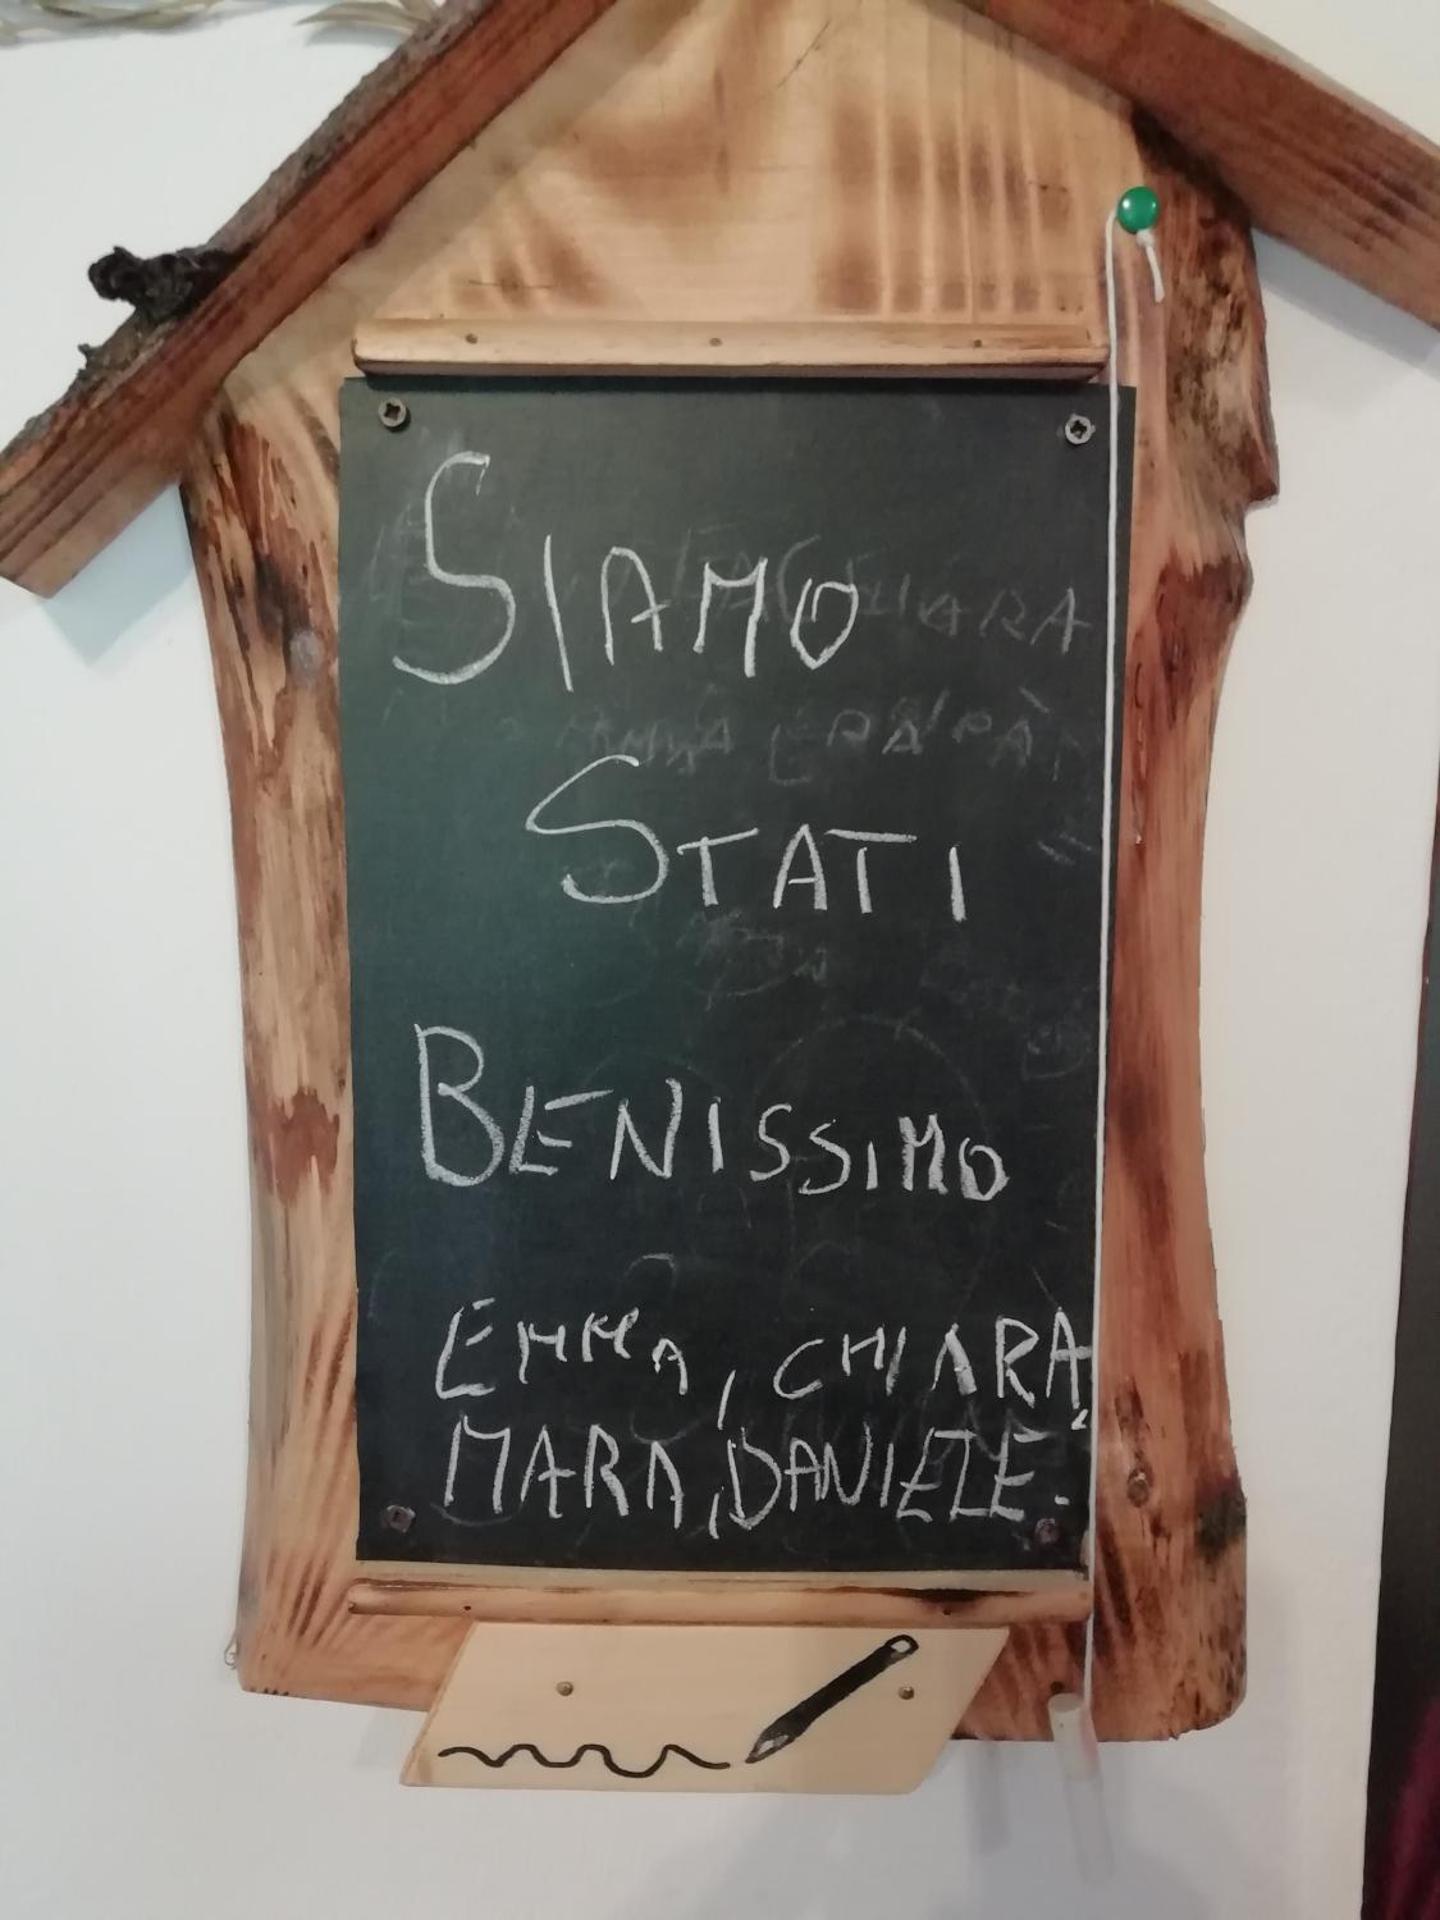 SIAMO
STATI
BENISSIMO
EMMA, CHIARA,
MARA, DANIELE.